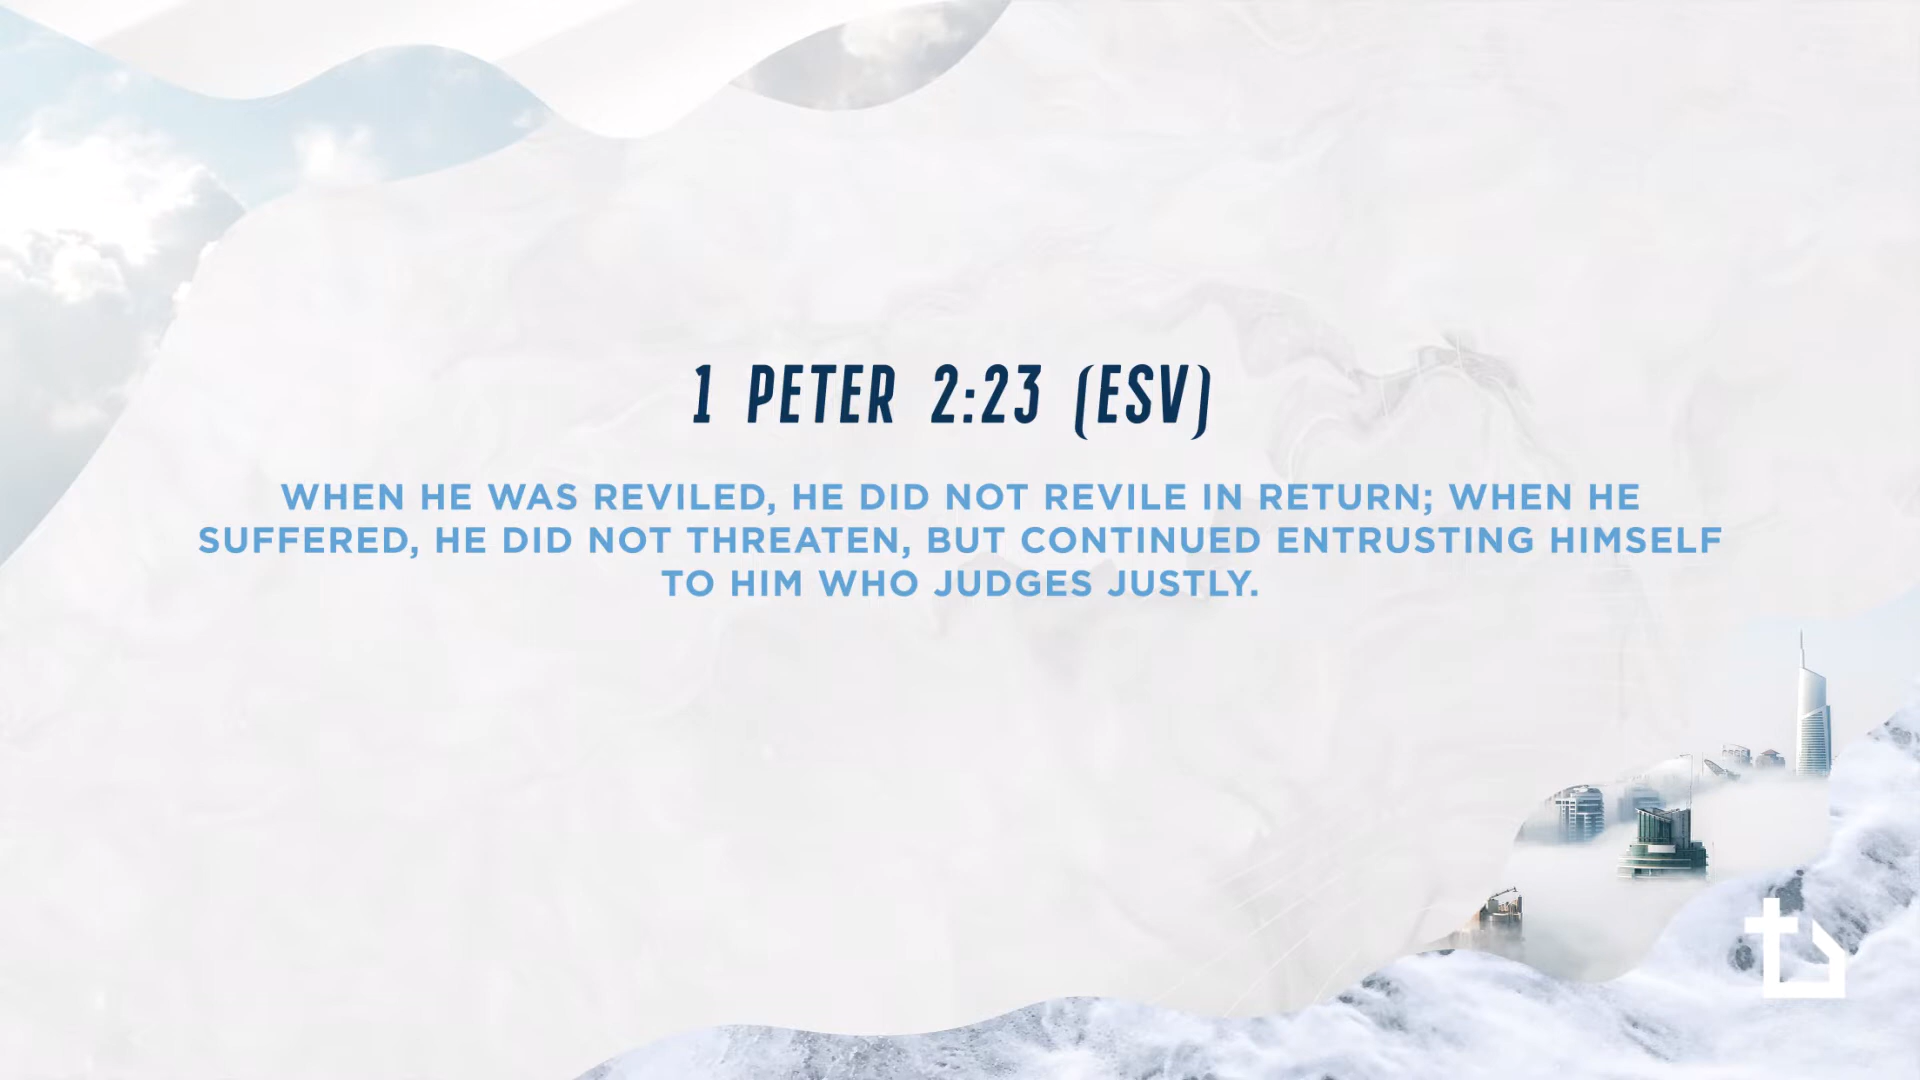 1 PETER 2:23 (ESV)
WHEN HE WAS REVILED, HE DID NOT REVILE IN RETURN; WHEN HE
SUFFERED, HE DID NOT THREATEN, BUT CONTINUED ENTRUSTING HIMSELF
TO HIM WHO JUDGES JUSTLY.